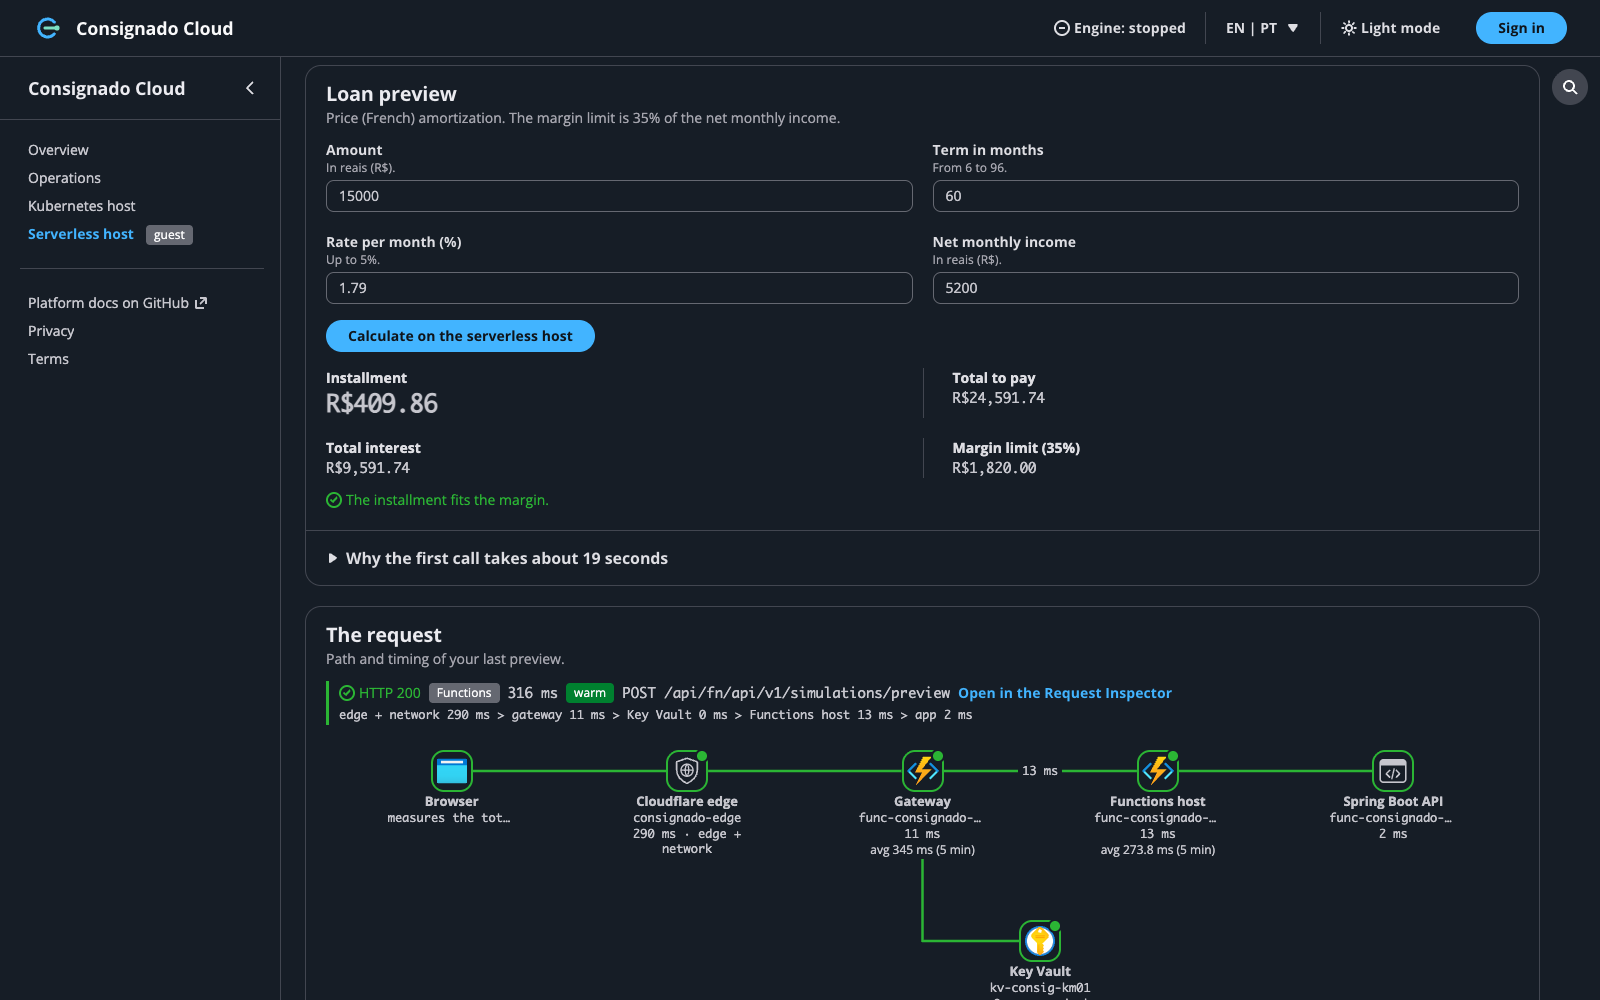 Consignado Cloud
Engine: stopped
EN | PT
Light mode
Sign in
Consignado Cloud
Overview
Operations
Kubernetes host
Serverless host guest
Platform docs on GitHub
Privacy
Terms
Loan preview
Price (French) amortization. The margin limit is 35% of the net monthly income.
Amount
In reais (R$).
15000
Term in months
From 6 to 96.
60
Rate per month (%)
Up to 5%.
1.79
Net monthly income
In reais (R$).
5200
Calculate on the serverless host
Installment
R$409.86
Total to pay
R$24,591.74
Total interest
R$9,591.74
Margin limit (35%)
R$1,820.00
The installment fits the margin.
Why the first call takes about 19 seconds
The request
Path and timing of your last preview.
HTTP 200 Functions 316 ms warm POST /api/fn/api/v1/simulations/preview Open in the Request Inspector
edge + network 290 ms > gateway 11 ms > Key Vault 0 ms > Functions host 13 ms > app 2 ms
13 ms
Browser
measures the tot…
Cloudflare edge
consignado-edge
290 ms · edge +
network
Gateway
func-consignado-…
11 ms
avg 345 ms (5 min)
Functions host
func-consignado-…
13 ms
avg 273.8 ms (5 min)
Spring Boot API
func-consignado-…
2 ms
Key Vault
kv-consig-km01